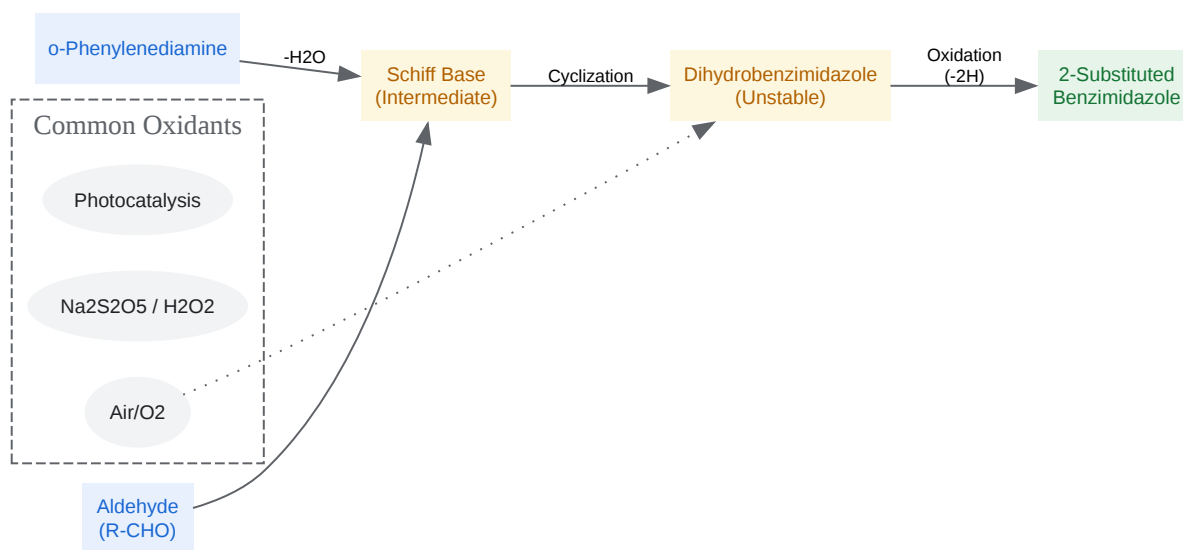 o-Phenylenediamine
-H2O
Schiff Base
(Intermediate)
Cyclization
Dihydrobenzimidazole
(Unstable)
Oxidation
(-2H)
2-Substituted
Benzimidazole
Common Oxidants
Photocatalysis
Na2S2O5 / H2O2
Air/O2
Aldehyde
(R-CHO)